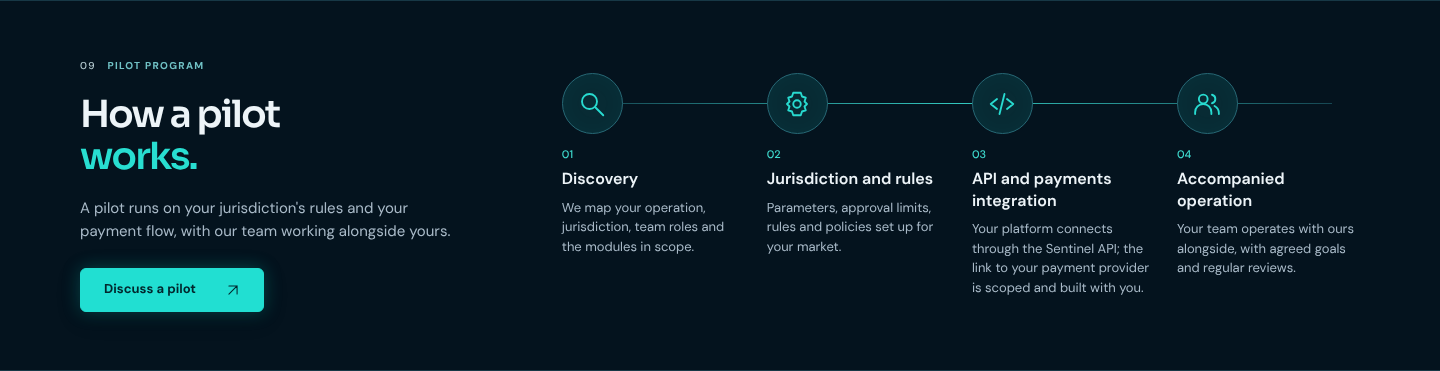 09 PILOT PROGRAM
How a pilot
works.
A pilot runs on your jurisdiction's rules and your
payment flow, with our team working alongside yours.
Discuss a pilot
01
Discovery
We map your operation,
jurisdiction, team roles and
the modules in scope.
02
Jurisdiction and rules
Parameters, approval limits,
rules and policies set up for
your market.
03
API and payments
integration
Your platform connects
through the Sentinel API; the
link to your payment provider
is scoped and built with you.
04
Accompanied
operation
Your team operates with ours
alongside, with agreed goals
and regular reviews.